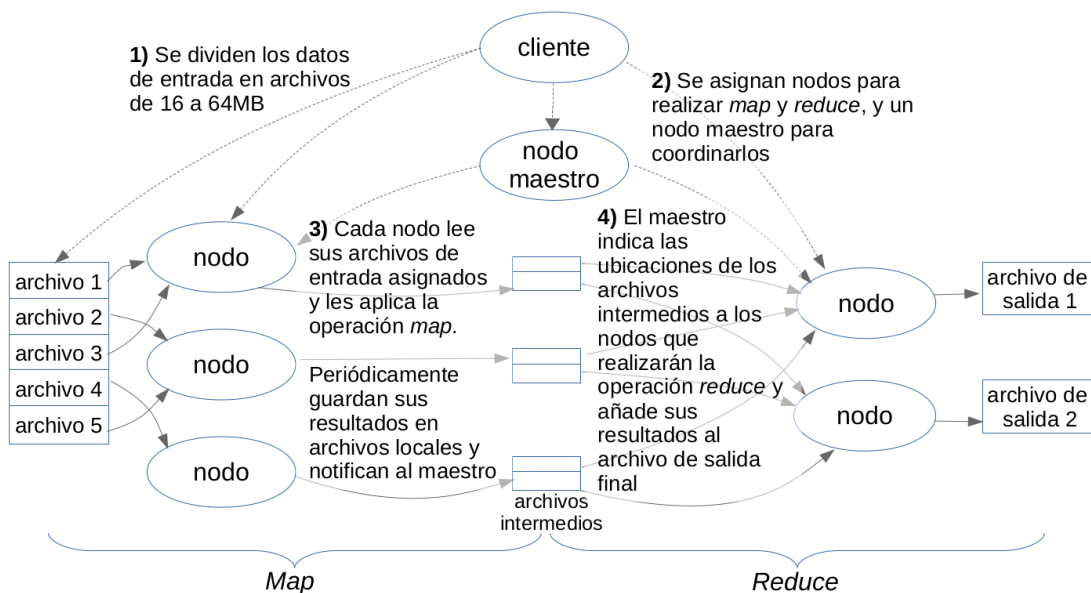 cliente
1) Se dividen los datos
de entrada en archivos
de 16 a 64MB
2) Se asignan nodos para
realizar map y reduce, y un
nodo maestro para
coordinarlos
nodo
maestro
3) Cada nodo lee
sus archivos de
entrada asignados
y les aplica la
operación map.
Periódicamente
guardan sus
resultados en
archivos locales y
notifican al maestro
4) El maestro
indica las
ubicaciones de los
archivos
intermedios a los
nodos que
realizarán la
operación reduce y
añade sus
resultados al
archivo de salida
final
archivo 1
archivo 2
archivo 3
archivo 4
archivo 5
nodo
nodo
nodo
archivos
intermedios
nodo
nodo
archivo de
salida 1
archivo de
salida 2
Map
Reduce